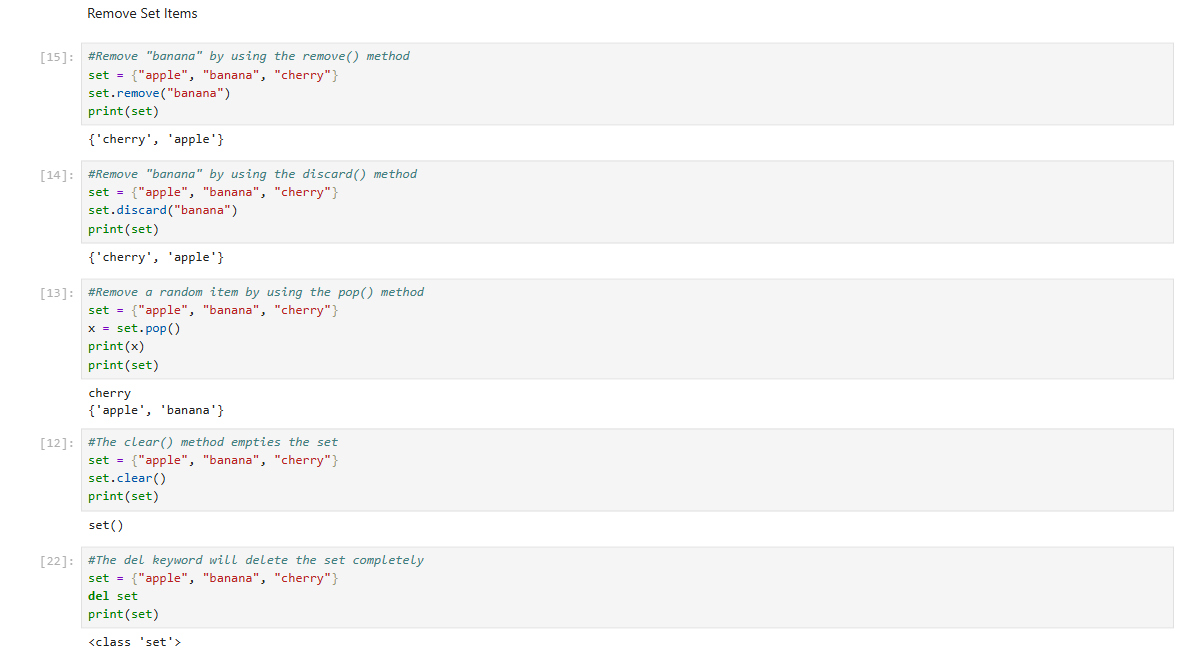 Remove Set Items
[15]: #Remove "banana" by using the remove() method
set = {"apple", "banana", "cherry"}
set.remove("banana")
print(set)
{'cherry', 'apple'}
[14]: #Remove "banana" by using the discard() method
set = {"apple", "banana", "cherry"}
set.discard("banana")
print(set)
{'cherry', 'apple'}
[13]: #Remove a random item by using the pop() method
set = {"apple", "banana", "cherry"}
x = set.pop()
print(x)
print(set)
cherry
{'apple', 'banana'}
[12]: #The clear() method empties the set
set = {"apple", "banana", "cherry"}
set.clear()
print(set)
set()
[22]: #The del keyword will delete the set completely
set = {"apple", "banana", "cherry"}
del set
print(set)
<class 'set'>